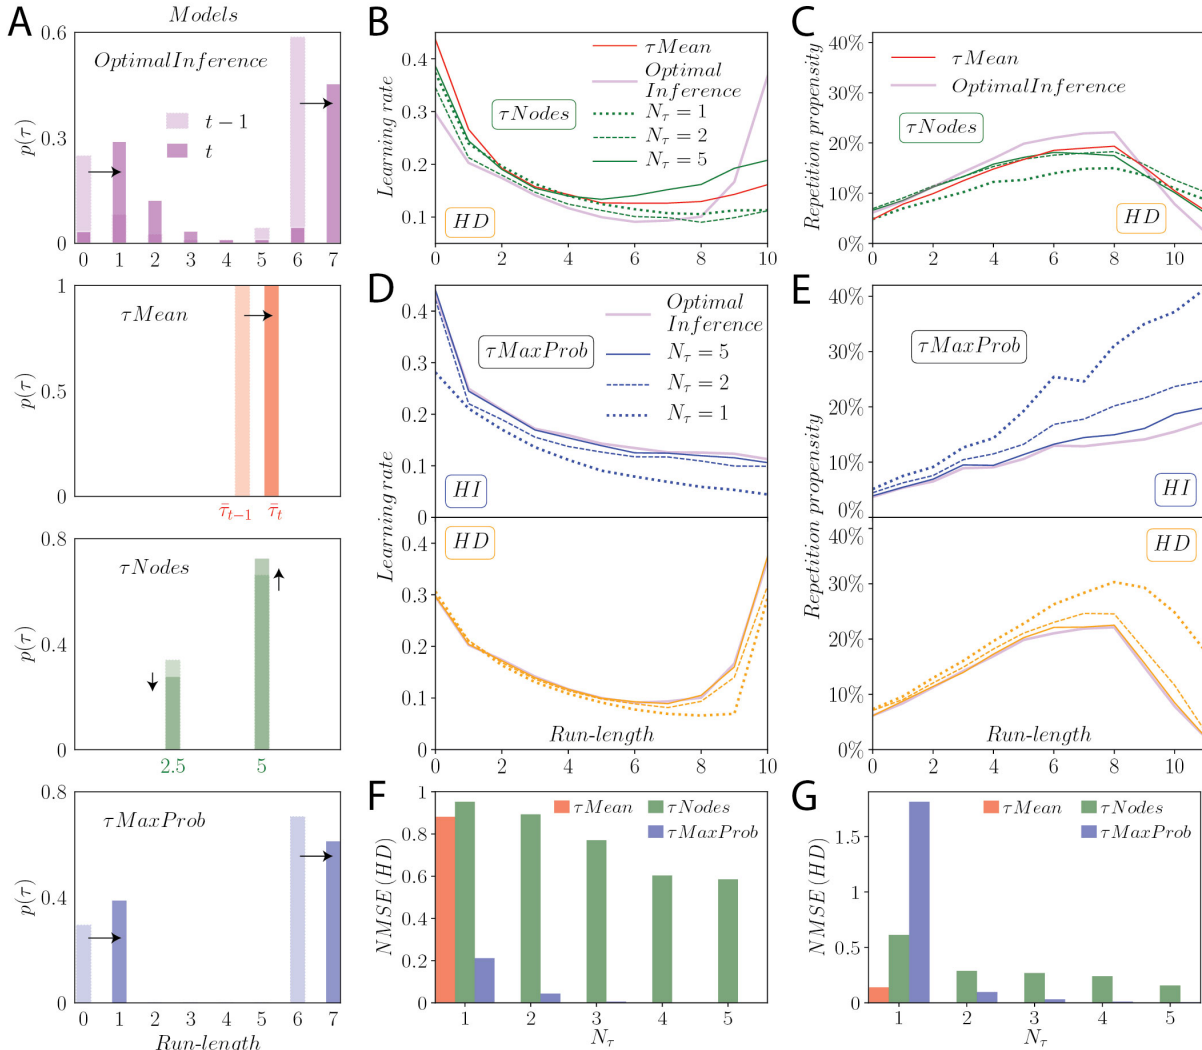 A
Models
OptimalInference
t − 1
t
p(τ)
0.6
0.3
0
0 1 2 3 4 5 6 7
τMean
p(τ)
1
0.5
0
τ̄ₜ₋₁ τ̄ₜ
τNodes
p(τ)
0.8
0.4
0
2.5 5
τMaxProb
p(τ)
0.8
0.4
0
0 1 2 3 4 5 6 7
Run-length
B
Learning rate
0.4
0.3
0.2
0.1
τMean
Optimal
Inference
τNodes
Nτ = 1
Nτ = 2
Nτ = 5
HD
0 2 4 6 8 10
C
Repetition propensity
40%
30%
20%
10%
0%
τMean
OptimalInference
τNodes
HD
0 2 4 6 8 10
D
Learning rate
0.4
0.3
0.2
0.1
0
Optimal
Inference
τMaxProb
Nτ = 5
Nτ = 2
Nτ = 1
HI
HD
0.4
0.3
0.2
0.1
0
Run-length
0 2 4 6 8 10
E
Repetition propensity
40%
30%
20%
10%
0%
τMaxProb
HI
HD
30%
20%
10%
0%
Run-length
0 2 4 6 8 10
F
NMSE(HD)
1
0.8
0.6
0.4
0.2
0
τMean
τNodes
τMaxProb
1 2 3 4 5
Nτ
G
NMSE(HD)
1.5
1
0.5
0
τMean
τNodes
τMaxProb
1 2 3 4 5
Nτ